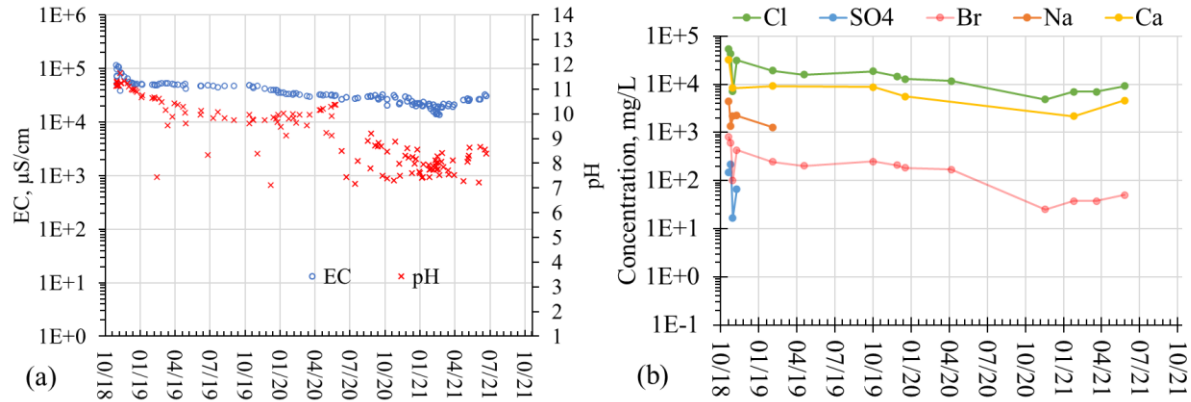 1E+6
1E+5
1E+4
1E+3
1E+2
1E+1
1E+0
EC, µS/cm
14
13
12
11
10
9
8
7
6
5
4
3
2
1
pH
EC
pH
10/18
01/19
04/19
07/19
10/19
01/20
04/20
07/20
10/20
01/21
04/21
07/21
10/21
(a)
Cl
SO4
Br
Na
Ca
1E+5
1E+4
1E+3
1E+2
1E+1
1E+0
1E-1
Concentration, mg/L
10/18
01/19
04/19
07/19
10/19
01/20
04/20
07/20
10/20
01/21
04/21
07/21
10/21
(b)